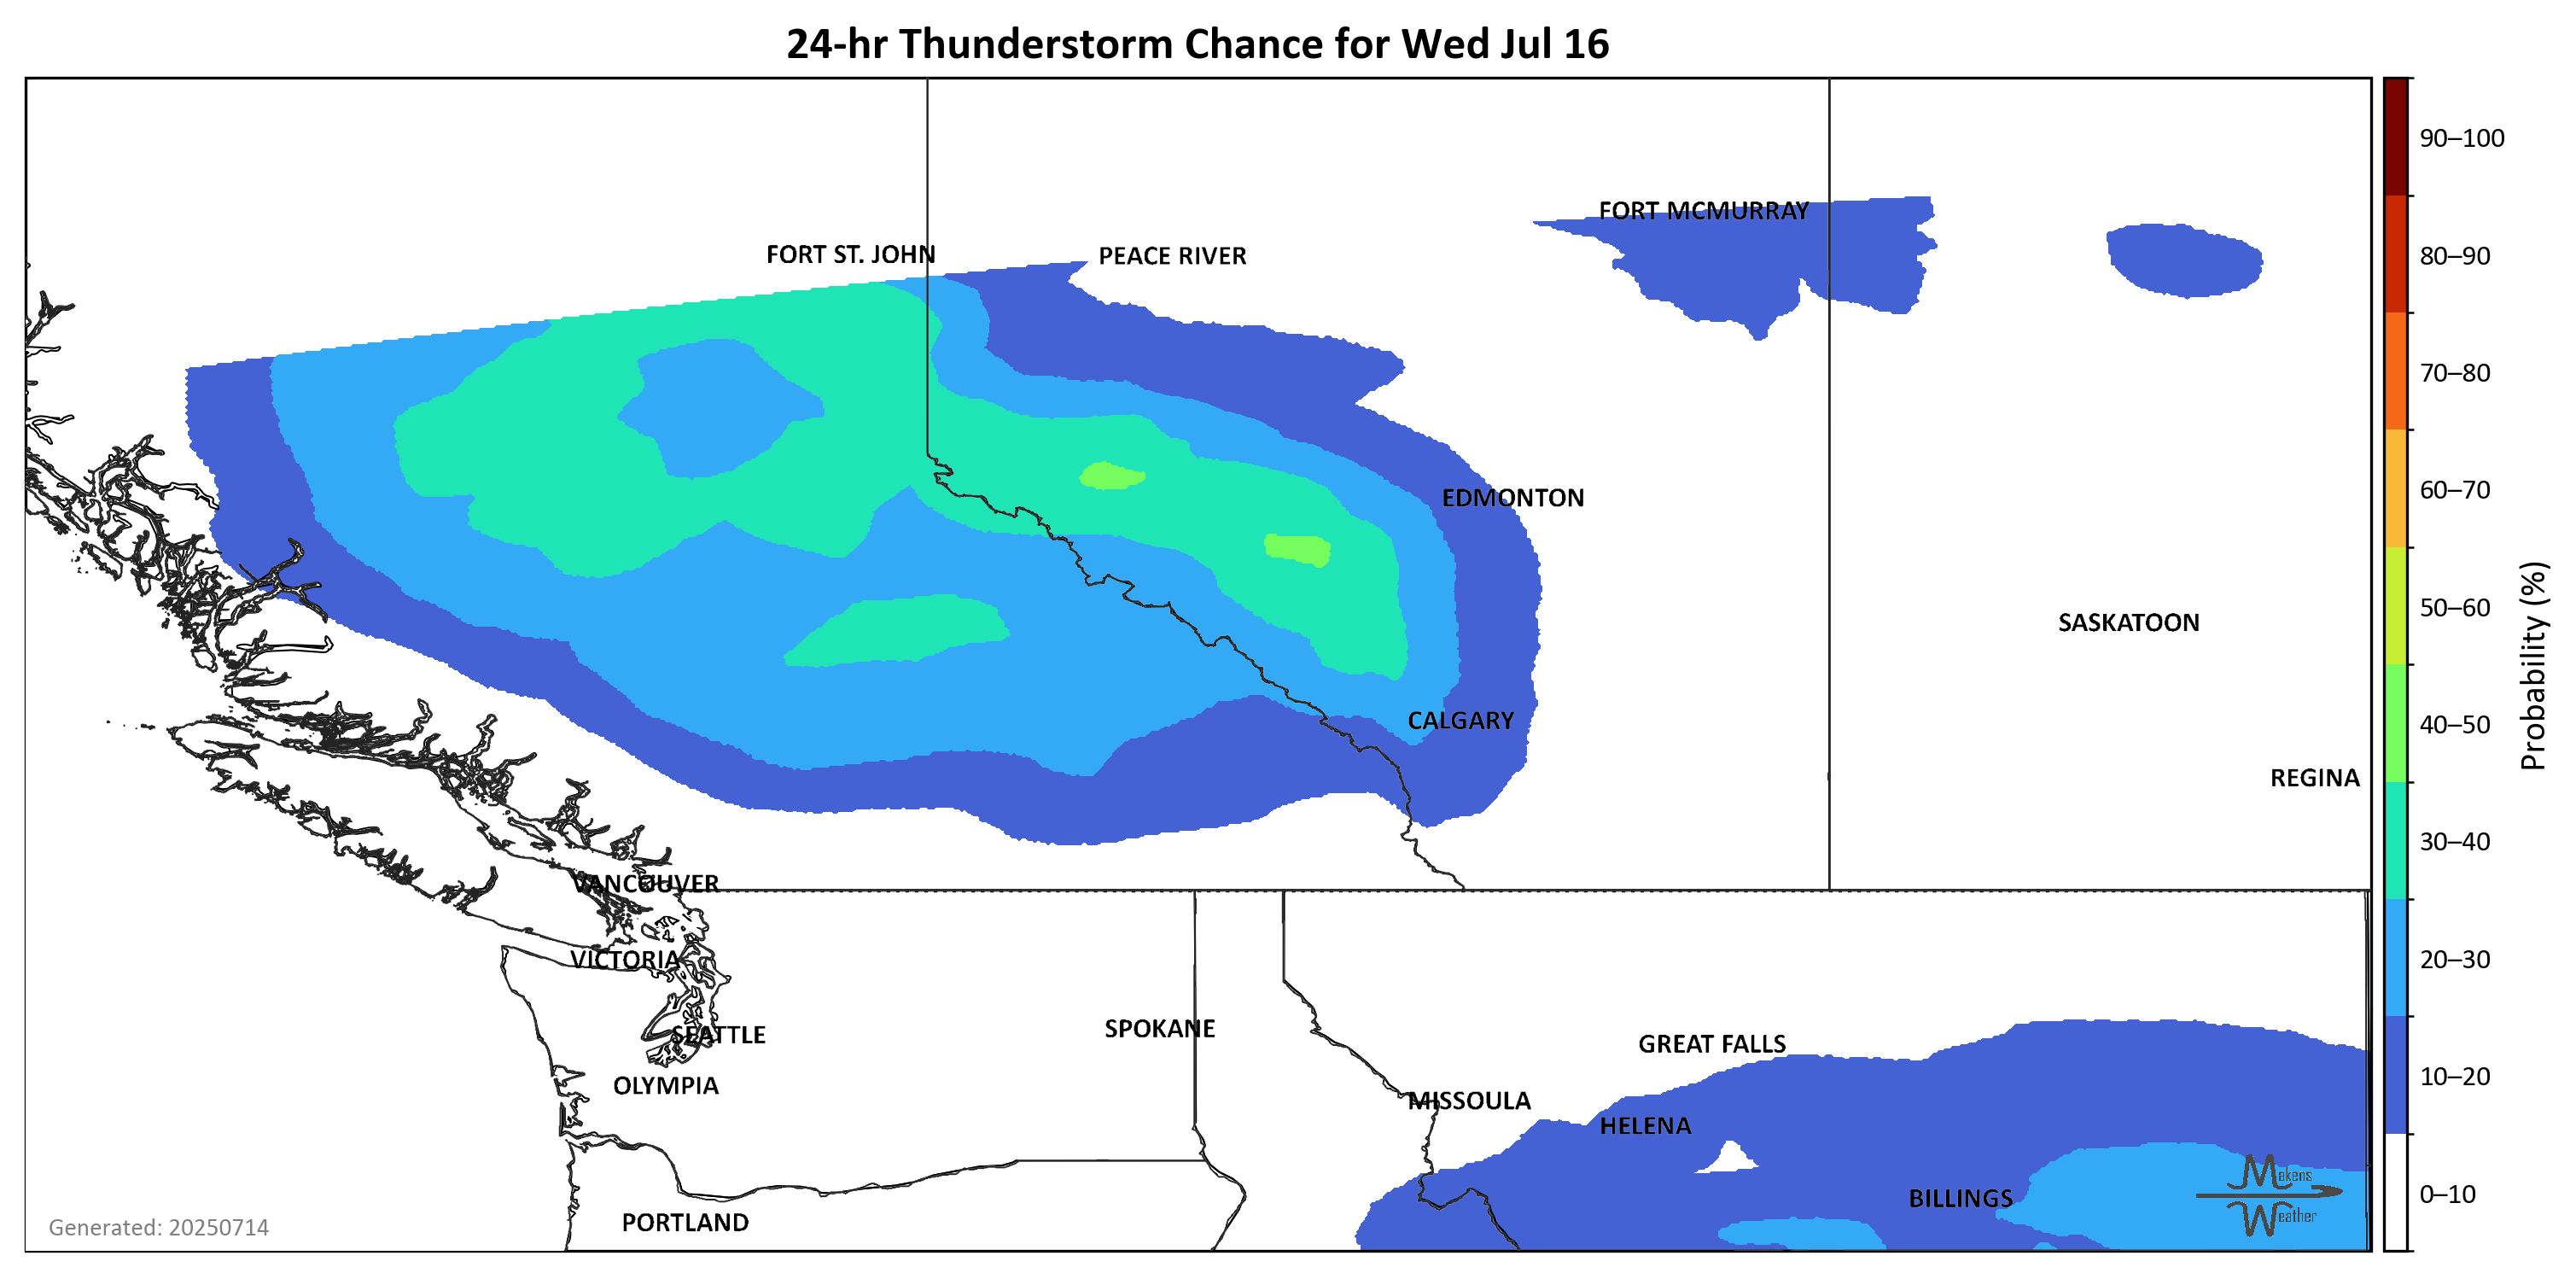 24-hr Thunderstorm Chance for Wed Jul 16
90–100
FORT MCMURRAY
FORT ST. JOHN
PEACE RIVER
80–90
70–80
EDMONTON
60–70
SASKATOON
50–60
Probability (%)
CALGARY
40–50
REGINA
30–40
VANCOUVER
VICTORIA
20–30
SEATTLE
SPOKANE
GREAT FALLS
OLYMPIA
MISSOULA
10–20
HELENA
Makens
Weather
BILLINGS
0–10
PORTLAND
Generated: 20250714